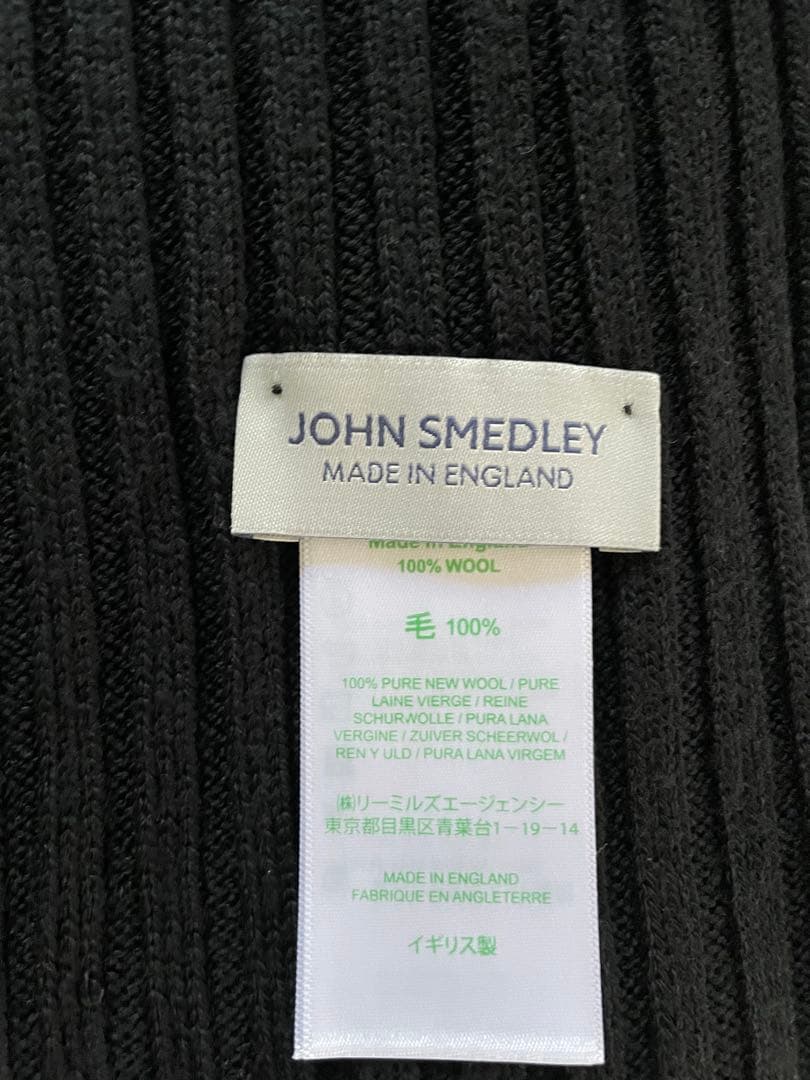 JOHN SMEDLEY
MADE IN ENGLAND
Made in England
100% WOOL
毛 100%
100% PURE NEW WOOL / PURE
LAINE VIERGE / REINE
SCHURWOLLE / PURA LANA
VERGINE / ZUIVER SCHEERWOL /
REN Y ULD / PURA LANA VIRGEM
㈱リーミルズエージェンシー
東京都目黒区青葉台1－19－14
MADE IN ENGLAND
FABRIQUE EN ANGLETERRE
イギリス製